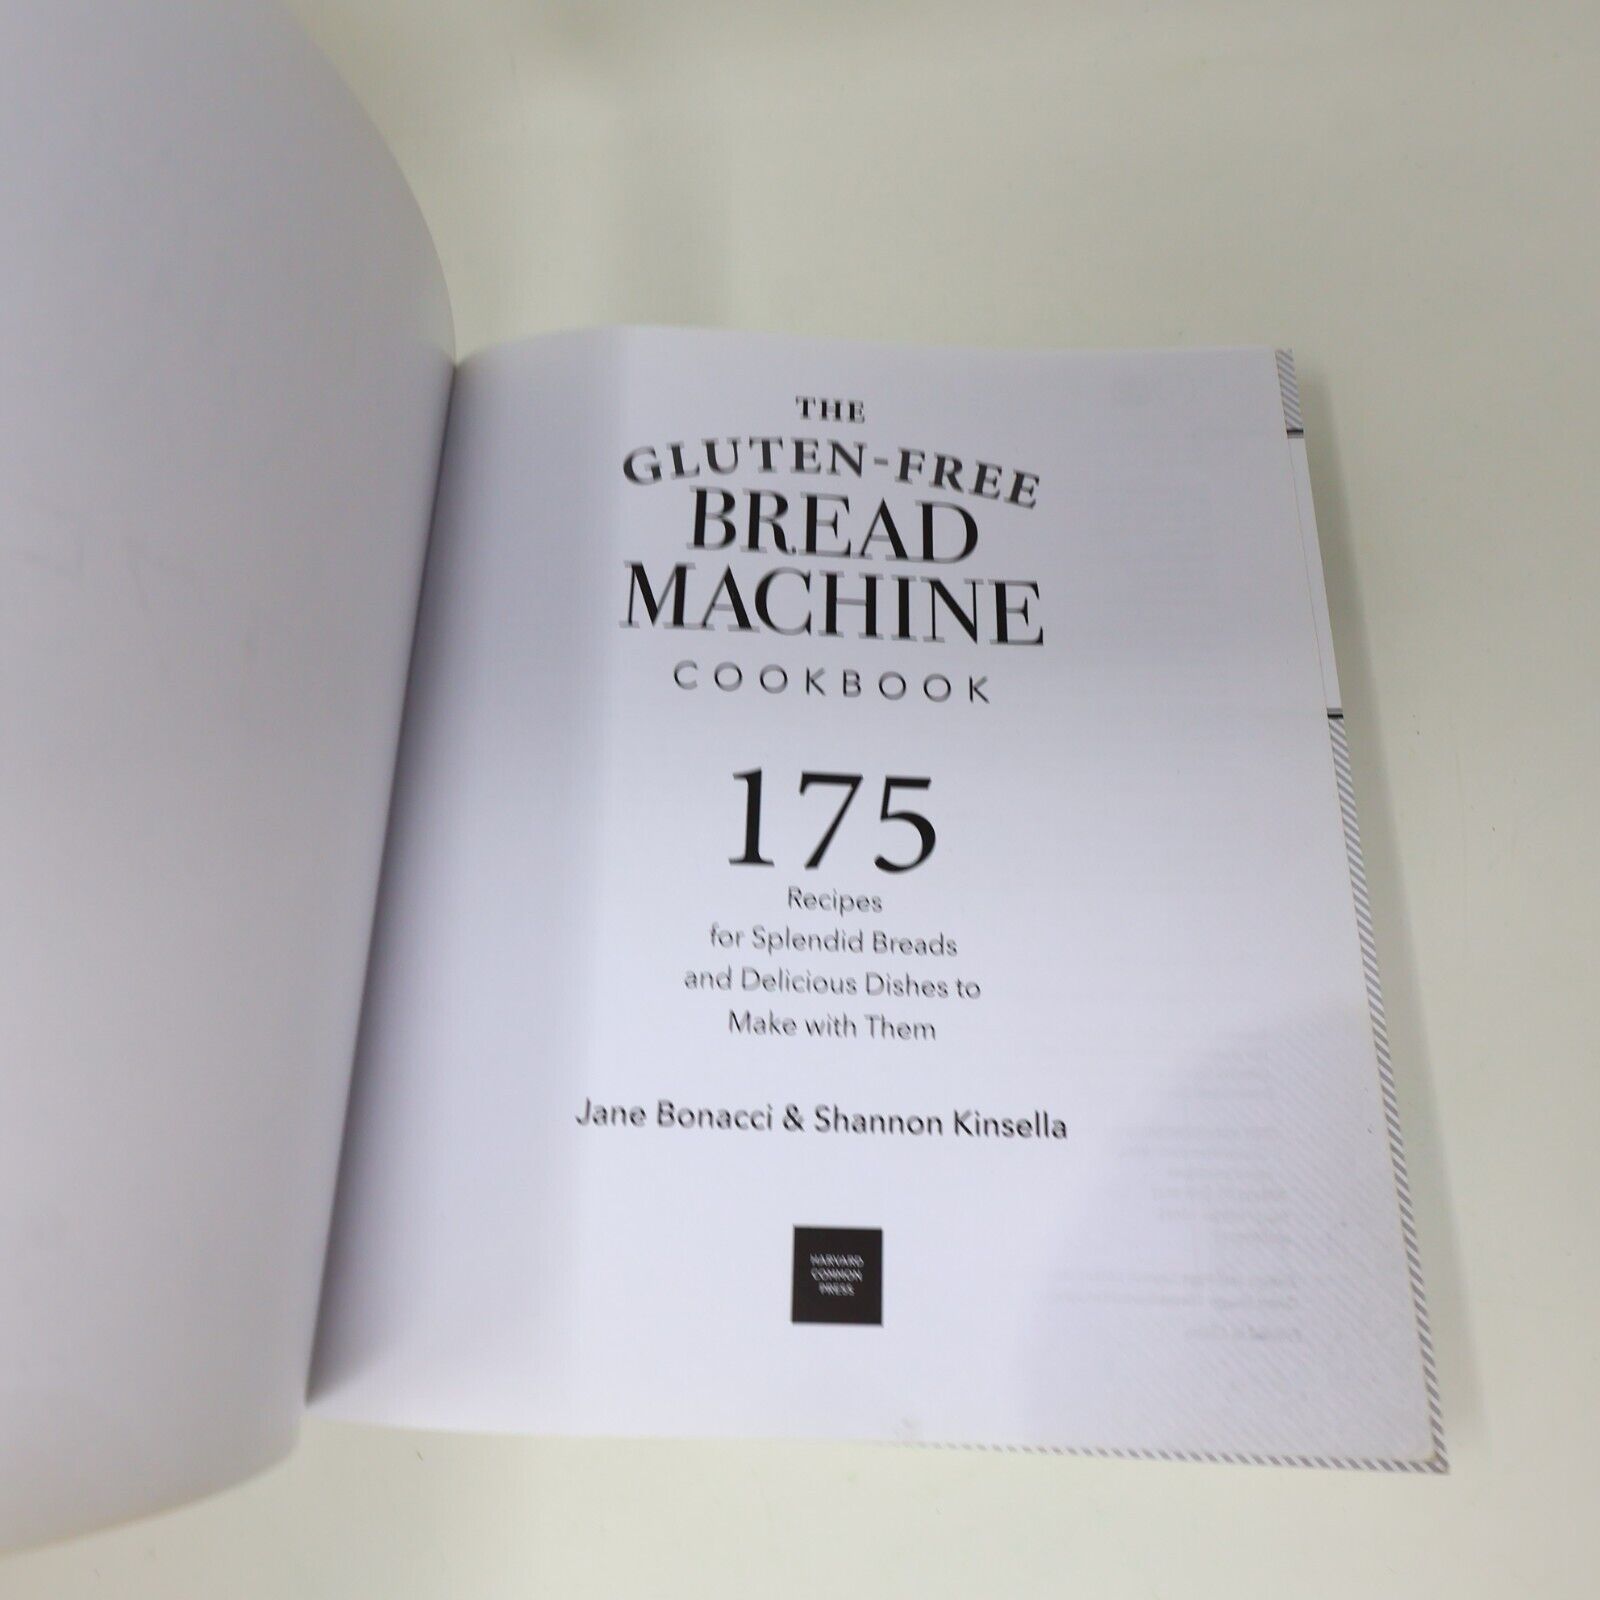 THE
GLUTEN-FREE
BREAD
MACHINE
COOKBOOK
175
Recipes
for Splendid Breads
and Delicious Dishes to
Make with Them
Jane Bonacci & Shannon Kinsella
HARVARD
COMMON
PRESS